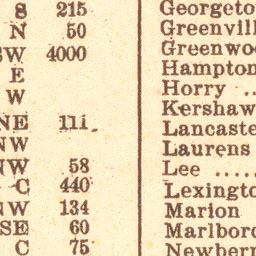 S 215
N 50
SW 4000
E
W
NE 111
NW
NW 58
C 440
NW 134
SE 60
C 75
Georgeto
Greenvill
Greenwoo
Hampton
Horry ..
Kershaw
Lancaste
Laurens
Lee .....
Lexingto
Marion
Marlboro
Newberr